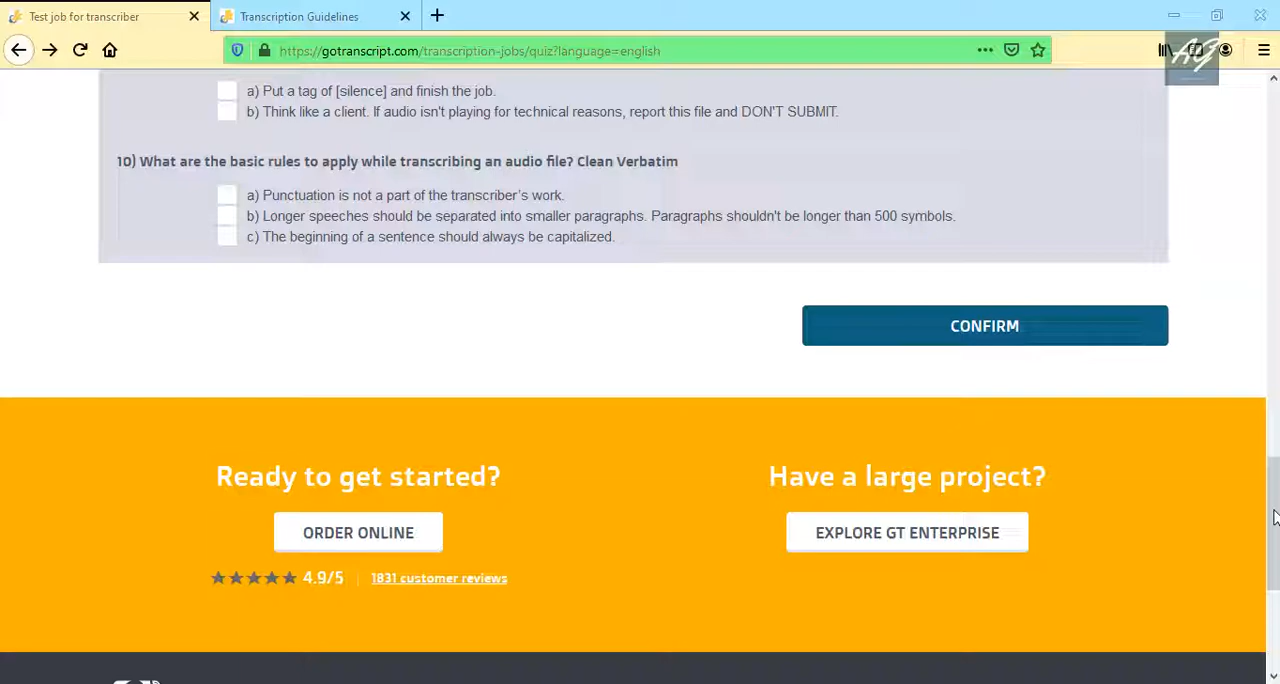 Test job for transcriber
Transcription Guidelines
https://gotranscript.com/transcription-jobs/quiz?language=english
AJ
a) Put a tag of [silence] and finish the job.
b) Think like a client. If audio isn't playing for technical reasons, report this file and DON'T SUBMIT.
10) What are the basic rules to apply while transcribing an audio file? Clean Verbatim
a) Punctuation is not a part of the transcriber's work.
b) Longer speeches should be separated into smaller paragraphs. Paragraphs shouldn't be longer than 500 symbols.
c) The beginning of a sentence should always be capitalized.
CONFIRM
Ready to get started?
Have a large project?
ORDER ONLINE
EXPLORE GT ENTERPRISE
4.9/5
1831 customer reviews